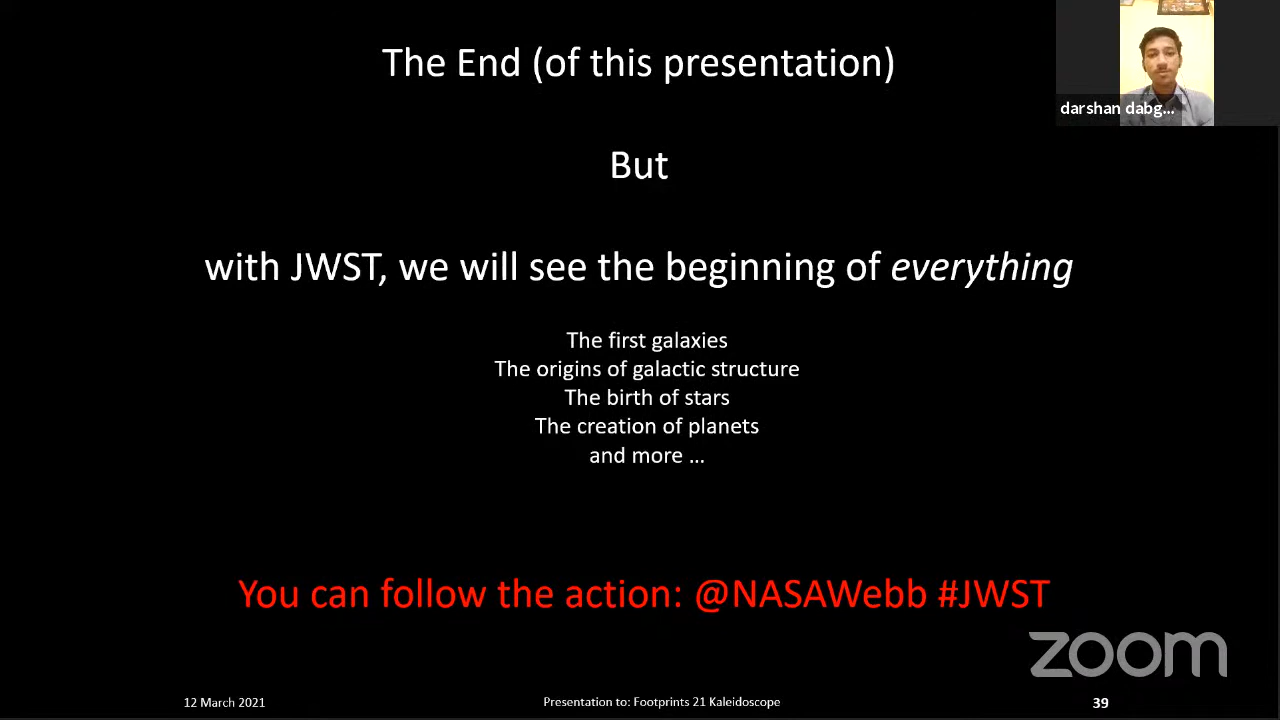 The End (of this presentation)
darshan dabg...
But
with JWST, we will see the beginning of everything
The first galaxies
The origins of galactic structure
The birth of stars
The creation of planets
and more ...
You can follow the action: @NASAWebb #JWST
zoom
12 March 2021
Presentation to: Footprints 21 Kaleidoscope
39